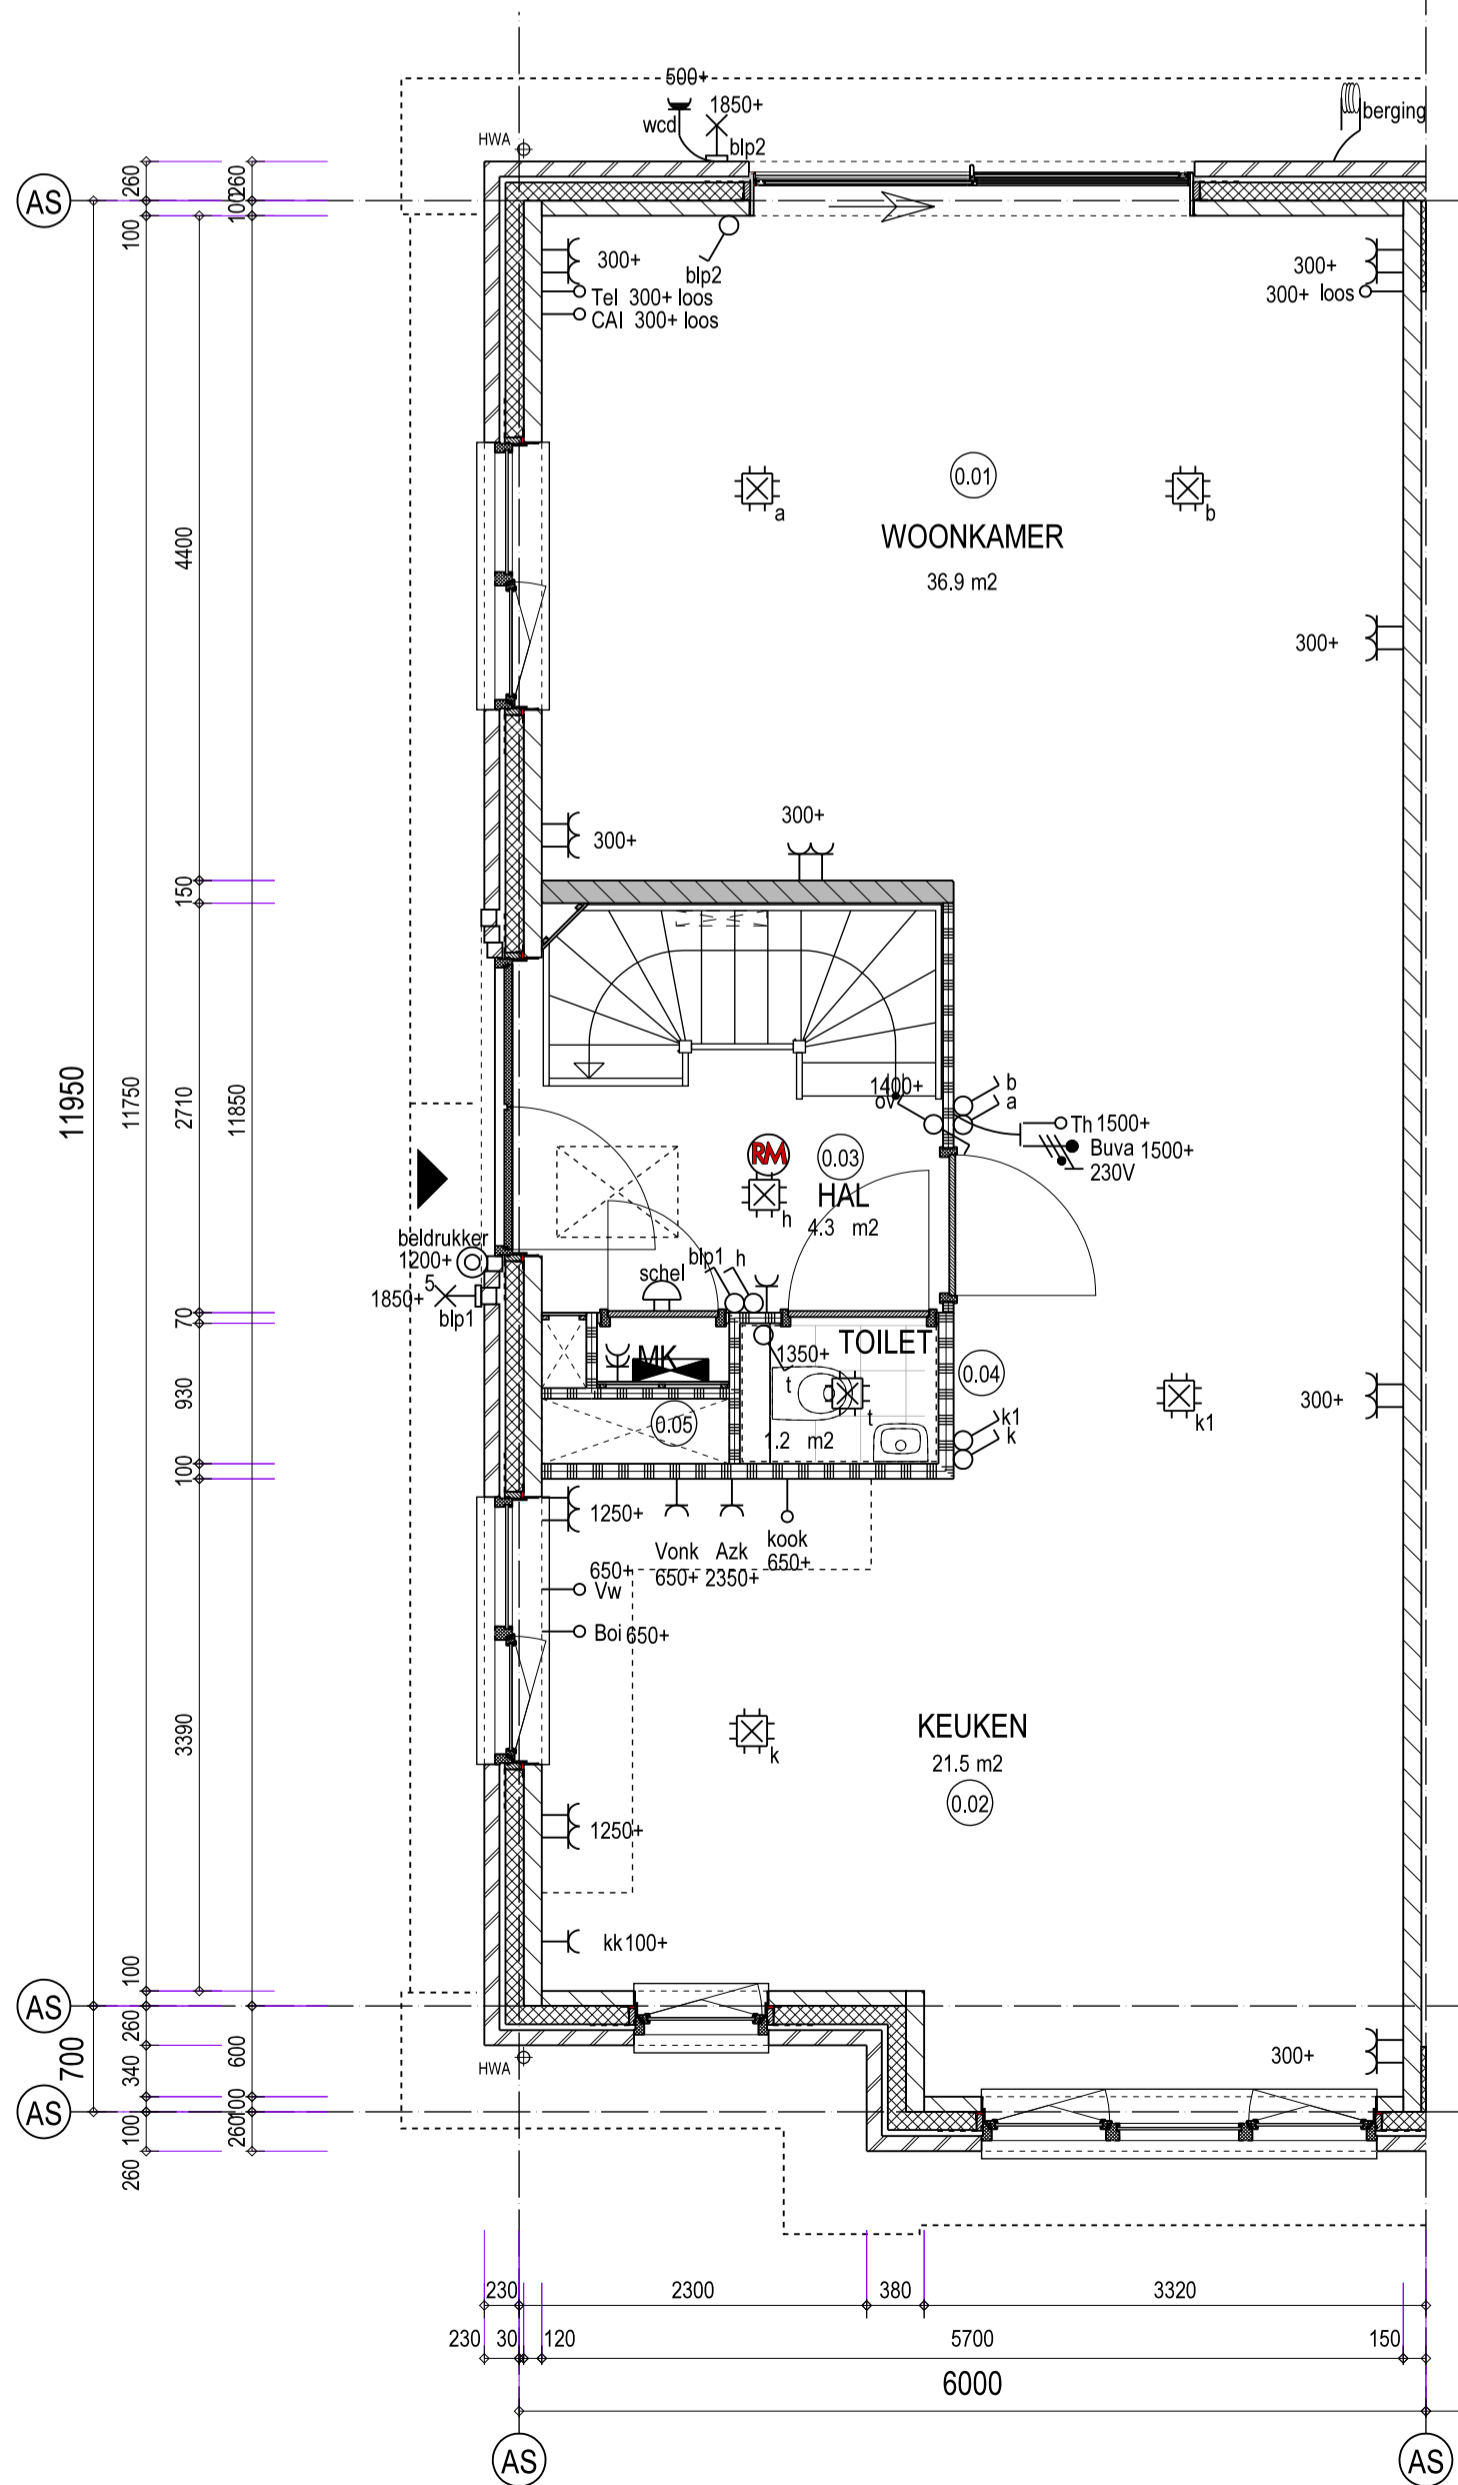 500+
1850+
wcd
blp2
berging
HWA
AS
260
100
260
100
300+
blp2
Tel 300+ loos
CAI 300+ loos
300+
300+ loos
0.01
a
b
WOONKAMER
36.9 m2
4400
300+
300+
300+
150
11950
11750
2710
11850
1400+
ov
b
a
Th 1500+
Buva 1500+
230V
RM
0.03
HAL
4.3 m2
h
beldrukker
1200+
5
1850+
blp1
schel
blp1 h
70
MK
1350+
TOILET
t
t
0.04
930
0.05
1.2 m2
k1
k
k1
300+
100
1250+
Vonk
650+
Azk
2350+
kook
650+
650+
Vw
Boi 650+
3390
k
KEUKEN
21.5 m2
0.02
1250+
kk 100+
100
AS
260
600
700
340
HWA
300+
AS
100
100
260
260
230
2300
380
3320
230
30
120
5700
150
6000
AS
AS